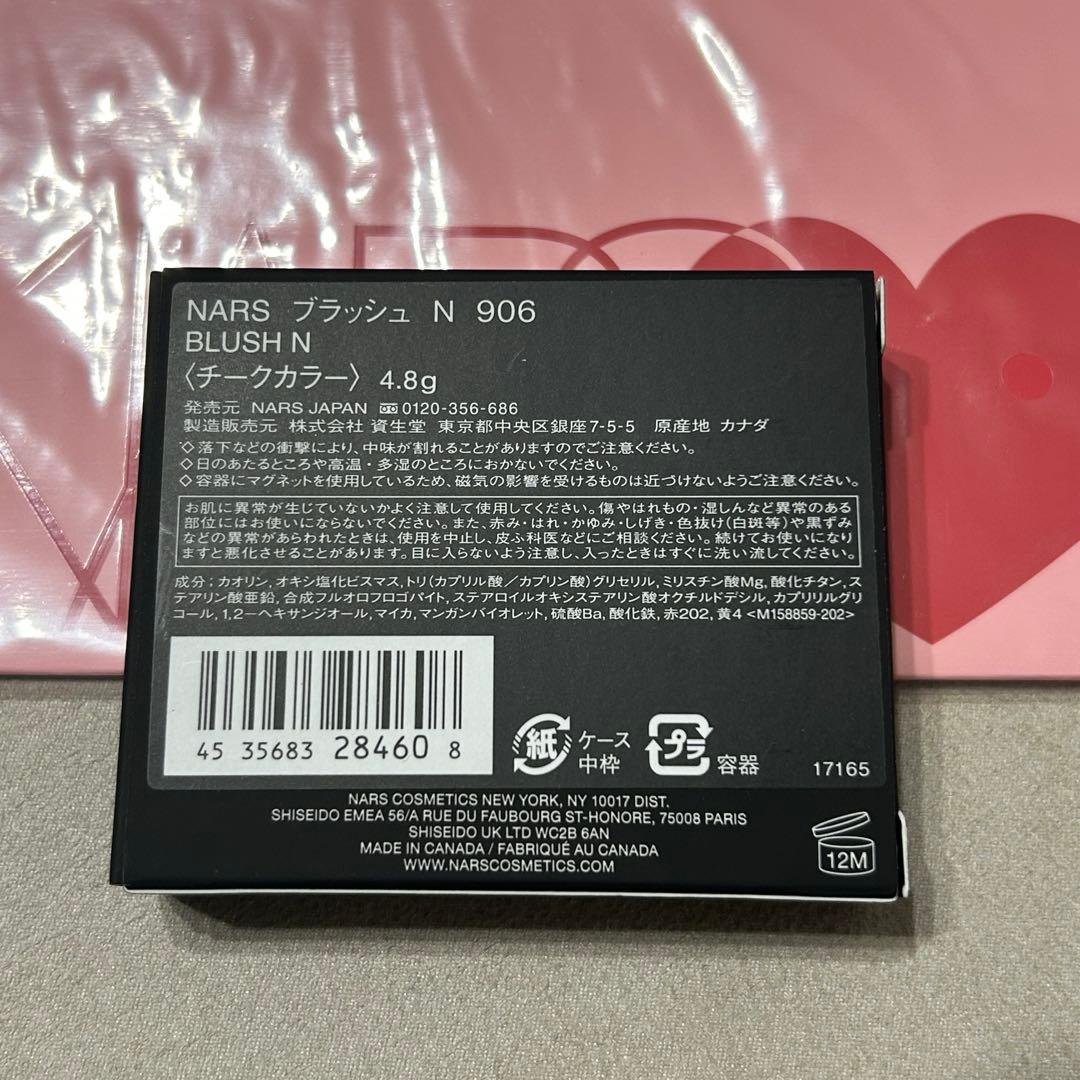 NARS ブラッシュ N 906
BLUSH N
〈チークカラー〉 4.8g
発売元 NARS JAPAN 0120-356-686
製造販売元 株式会社 資生堂 東京都中央区銀座7-5-5 原産地 カナダ
◇落下などの衝撃により、中味が割れることがありますのでご注意ください。
◇日のあたるところや高温・多湿のところにおかないでください。
◇容器にマグネットを使用しているため、磁気の影響を受けるものは近づけないようご注意ください。
お肌に異常が生じていないかよく注意して使用してください。傷やはれもの・湿しんなど異常のある
部位にはお使いにならないでください。また、赤み・はれ・かゆみ・しげき・色抜け(白斑等)や黒ずみ
などの異常があらわれたときは、使用を中止し、皮ふ科医などにご相談ください。続けてお使いになり
ますと悪化させることがあります。目に入らないよう注意し、入ったときはすぐに洗い流してください。
成分:カオリン,オキシ塩化ビスマス,トリ(カプリル酸/カプリン酸)グリセリル,ミリスチン酸Mg,酸化チタン,ス
テアリン酸亜鉛,合成フルオロフロゴパイト,ステアロイルオキシステアリン酸オクチルドデシル,カプリリルグリ
コール,1,2-ヘキサンジオール,マイカ,マンガンバイオレット,硫酸Ba,酸化鉄,赤202,黄4 <M158859-202>
45 35683 28460 8
紙 ケース
中枠
プラ 容器
17165
NARS COSMETICS NEW YORK, NY 10017 DIST.
SHISEIDO EMEA 56/A RUE DU FAUBOURG ST-HONORE, 75008 PARIS
SHISEIDO UK LTD WC2B 6AN
MADE IN CANADA / FABRIQUÉ AU CANADA
WWW.NARSCOSMETICS.COM
12M